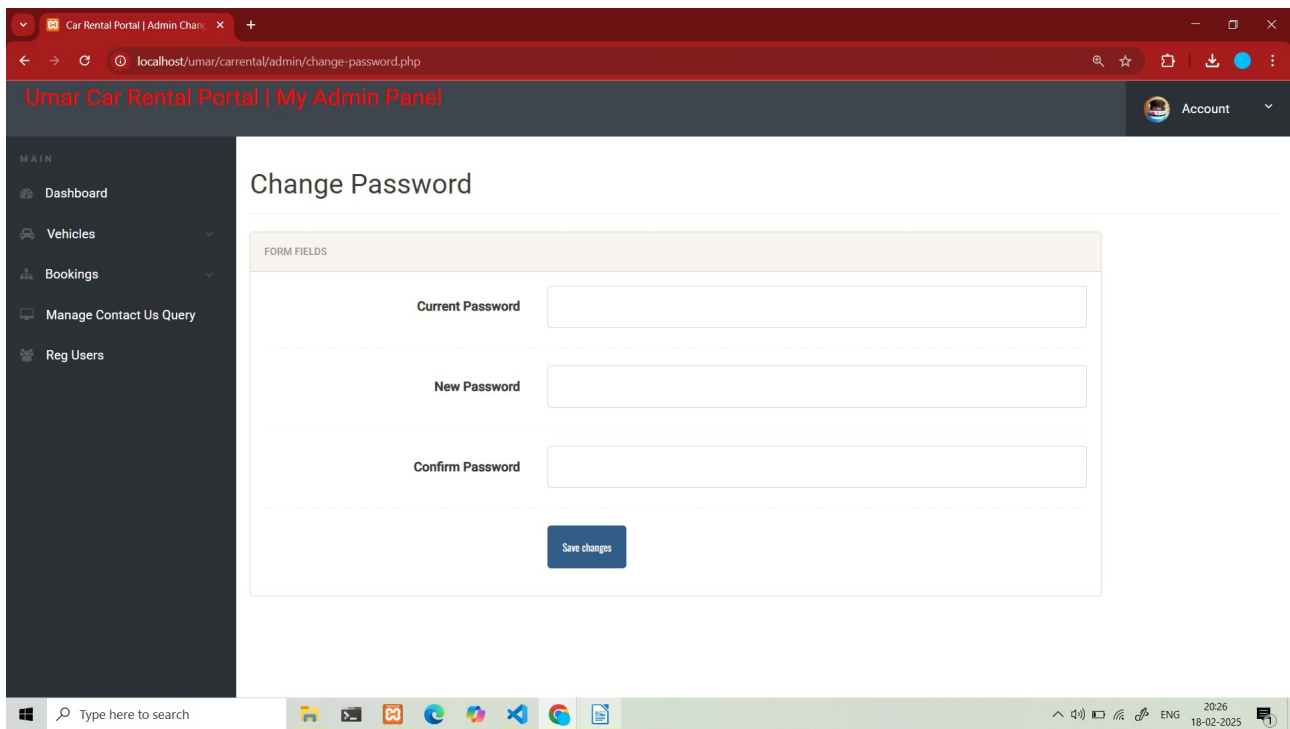 Car Rental Portal | Admin Chang
localhost/umar/carrental/admin/change-password.php
Umar Car Rental Portal | My Admin Panel
Account
MAIN
Dashboard
Vehicles
Bookings
Manage Contact Us Query
Reg Users
Change Password
FORM FIELDS
Current Password
New Password
Confirm Password
Save changes
Type here to search
ENG
20:26
18-02-2025
1